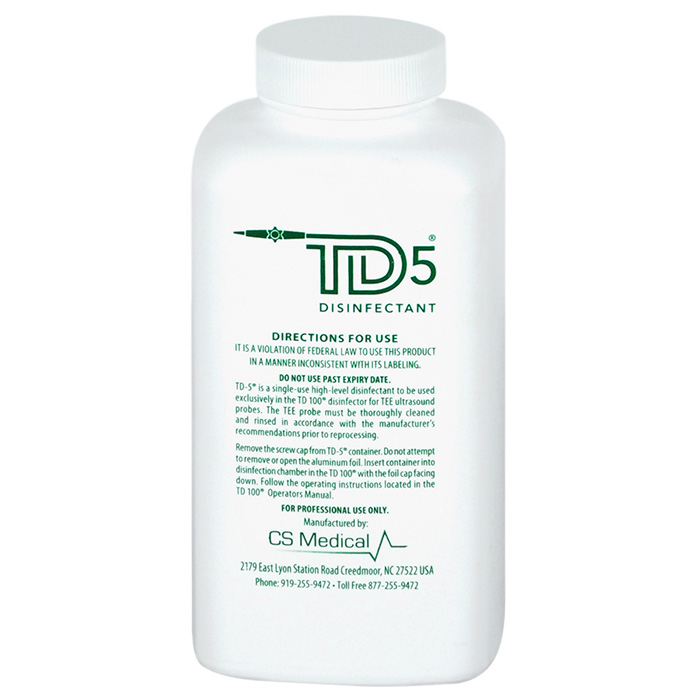 TD5®
DISINFECTANT
DIRECTIONS FOR USE
IT IS A VIOLATION OF FEDERAL LAW TO USE THIS PRODUCT
IN A MANNER INCONSISTENT WITH ITS LABELING.
DO NOT USE PAST EXPIRY DATE.
TD-5® is a single-use high-level disinfectant to be used
exclusively in the TD 100® disinfector for TEE ultrasound
probes. The TEE probe must be thoroughly cleaned
and rinsed in accordance with the manufacturer's
recommendations prior to reprocessing.
Remove the screw cap from TD-5® container. Do not attempt
to remove or open the aluminum foil. Insert container into
disinfection chamber in the TD 100® with the foil cap facing
down. Follow the operating instructions located in the
TD 100® Operators Manual.
FOR PROFESSIONAL USE ONLY.
Manufactured by:
CS Medical
2179 East Lyon Station Road Creedmoor, NC 27522 USA
Phone: 919-255-9472 • Toll Free 877-255-9472